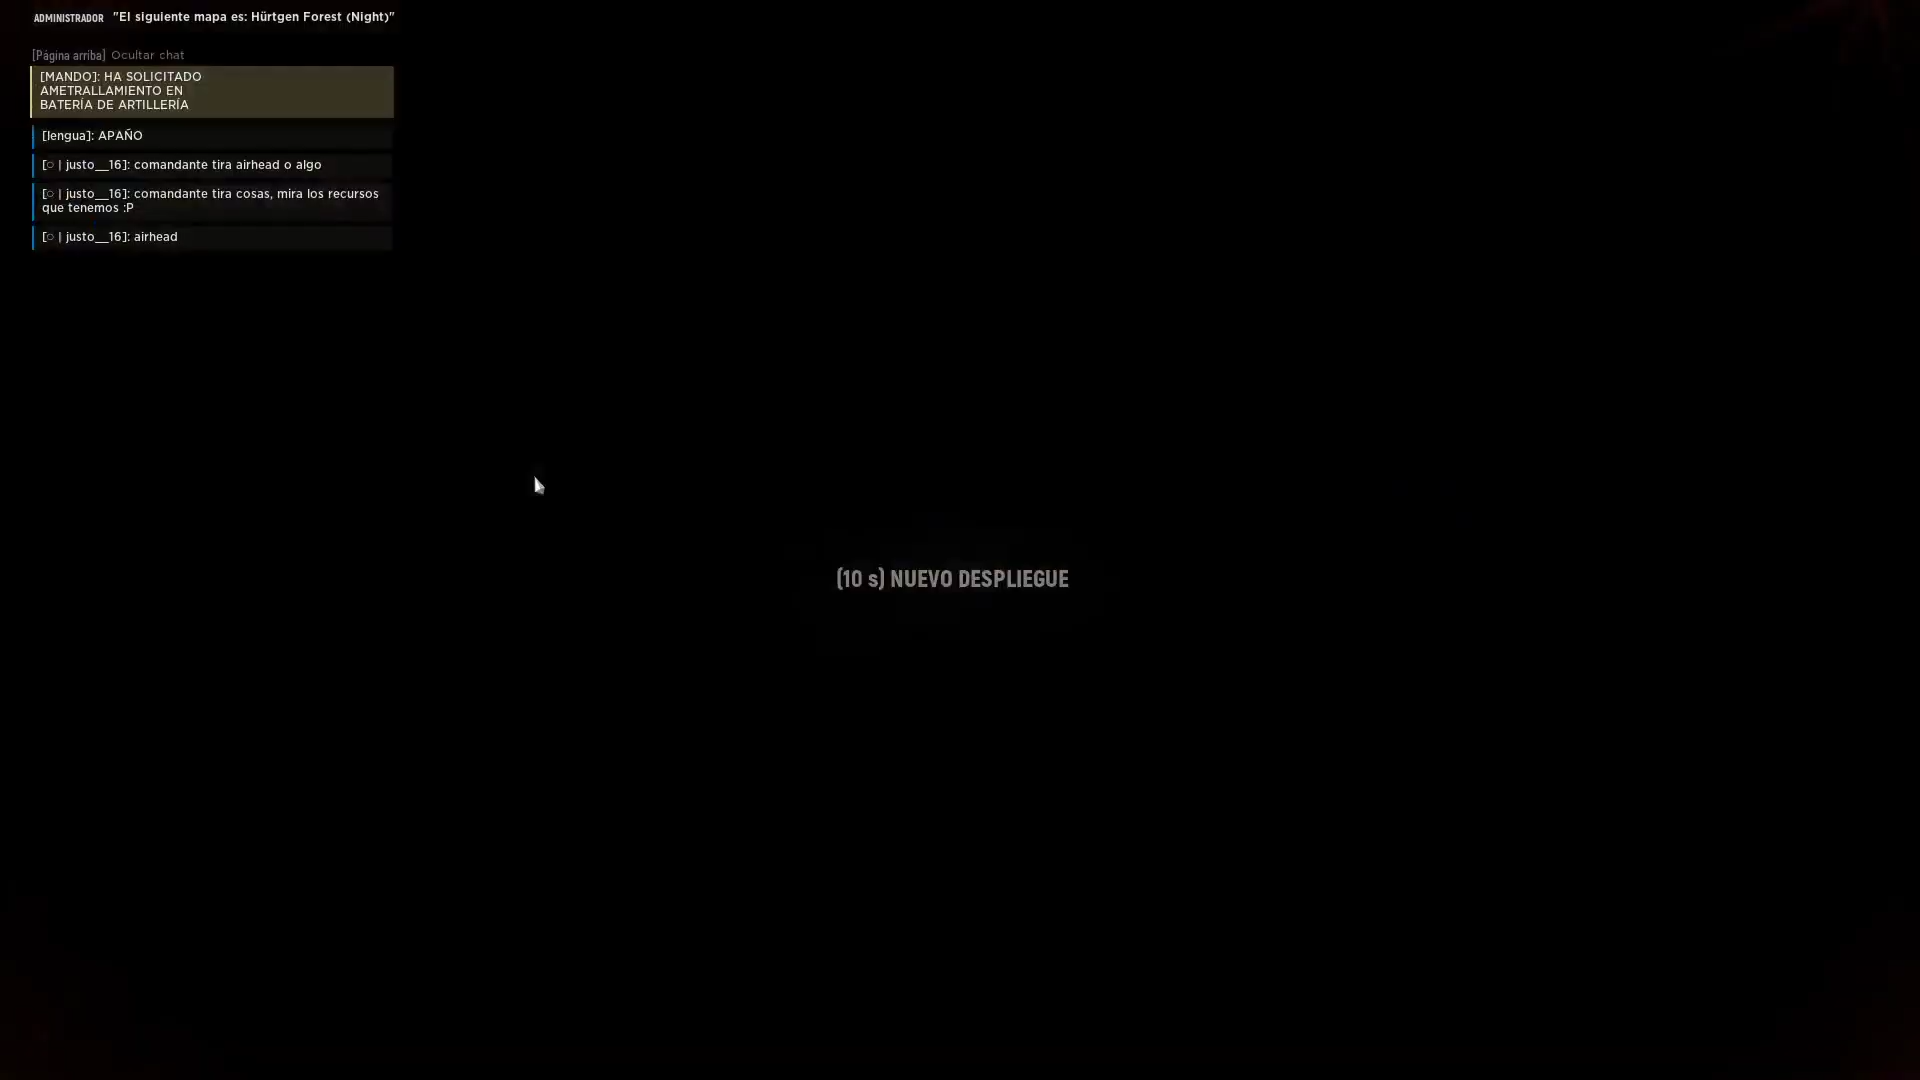 ADMINISTRADOR "El siguiente mapa es: Hürtgen Forest (Night)"
[Página arriba] Ocultar chat
[MANDO]: HA SOLICITADO
AMETRALLAMIENTO EN
BATERÍA DE ARTILLERÍA
[lengua]: APAÑO
[○ | justo__16]: comandante tira airhead o algo
[○ | justo__16]: comandante tira cosas, mira los recursos
que tenemos :P
[○ | justo__16]: airhead
(10 s) NUEVO DESPLIEGUE